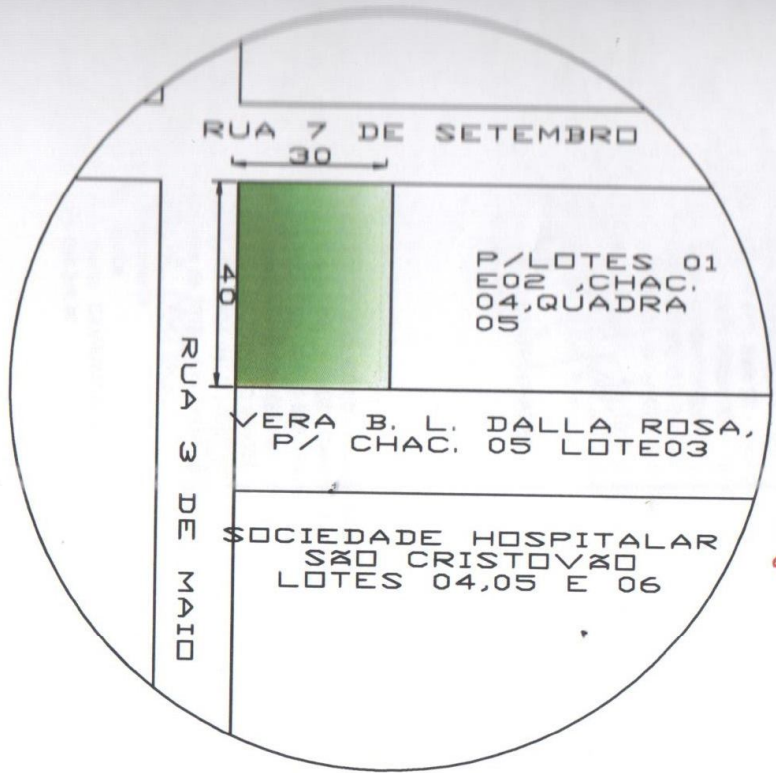 RUA 7 DE SETEMBRO
30
40
P/LOTES 01
E02 ,CHAC.
04,QUADRA
05
RUA 3 DE MAIO
VERA B. L. DALLA ROSA,
P/ CHAC. 05 LOTE03
SOCIEDADE HOSPITALAR
SÃO CRISTOVÃO
LOTES 04,05 E 06